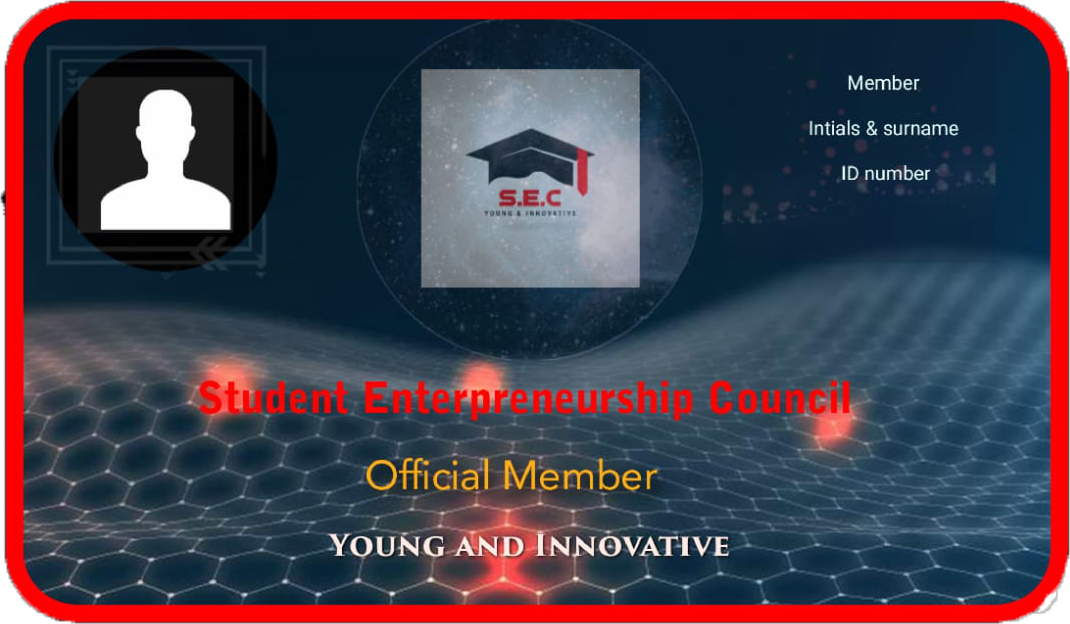 Member
Intials & surname
ID number
S.E.C
YOUNG & INNOVATIVE
Student Enterpreneurship Council
Official Member
YOUNG AND INNOVATIVE